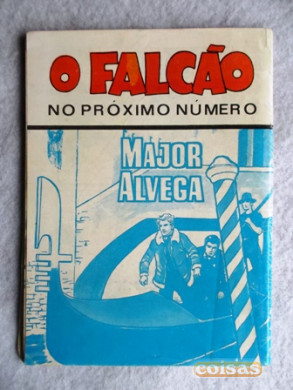 O FALCÃO
NO PRÓXIMO NÚMERO
MAJOR
ALVEGA
coisas